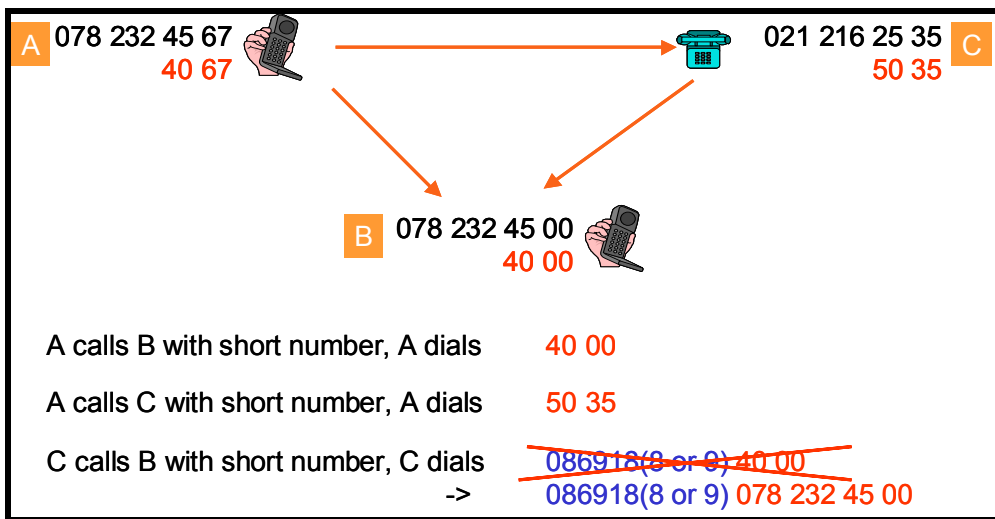 A 078 232 45 67
40 67
021 216 25 35 C
50 35
B 078 232 45 00
40 00
A calls B with short number, A dials 40 00
A calls C with short number, A dials 50 35
C calls B with short number, C dials 086918(8 or 9) 40 00
-> 086918(8 or 9) 078 232 45 00